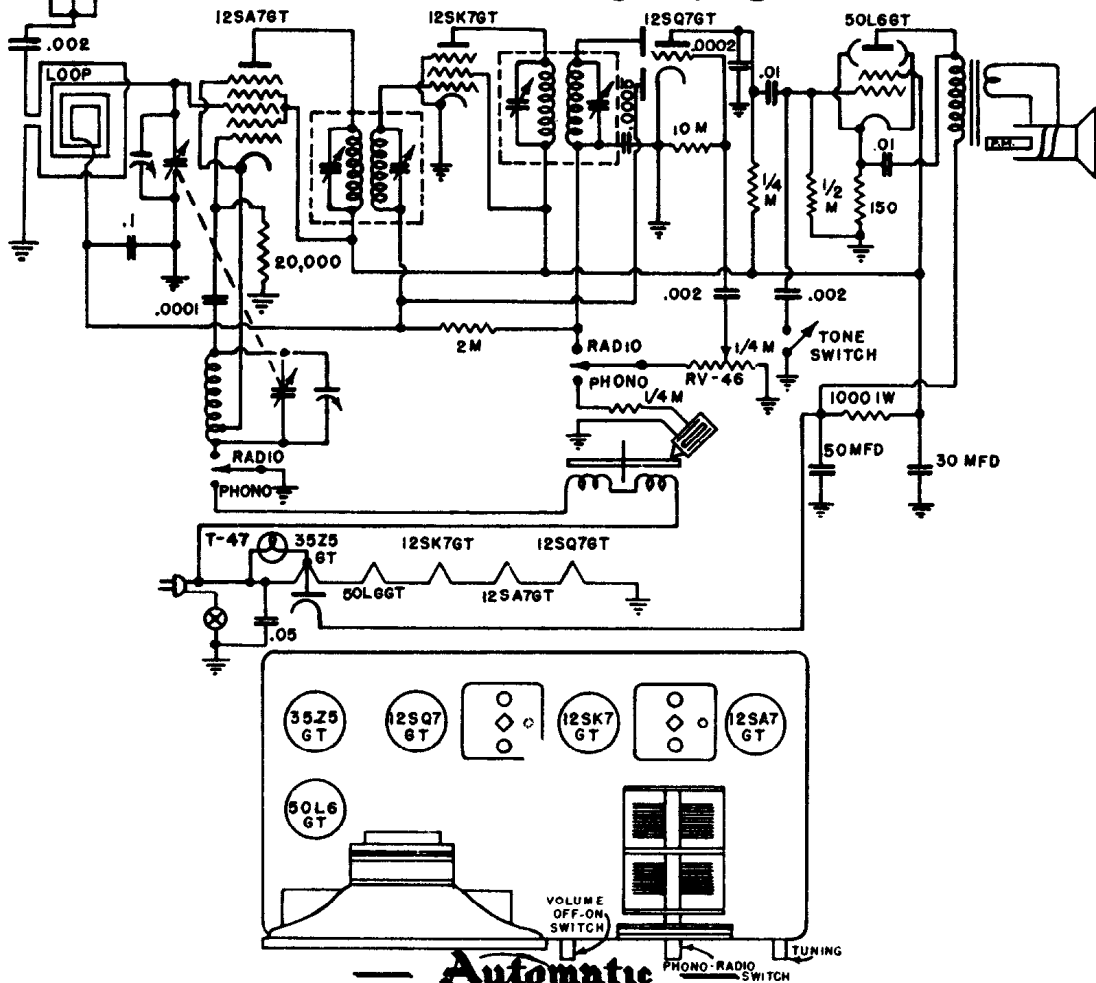 12SA7GT
12SK7GT
12SQ7GT
50L6GT
.002
LOOP
.0002
.01
.0005
10 M
.01
1/4 M
1/2 M
150
.1
20,000
.0001
.002
.002
2M
RADIO
PHONO
1/4 M
RV-46
TONE SWITCH
1/4 M
1000 1W
50 MFD
30 MFD
RADIO
PHONO
T-47
35Z5 GT
12SK7GT
12SQ7GT
50L6GT
12SA7GT
.05
P.M.
35Z5 GT
12SQ7 GT
12SK7 GT
12SA7 GT
50L6 GT
VOLUME OFF-ON SWITCH
TUNING
PHONO-RADIO SWITCH
Automatic